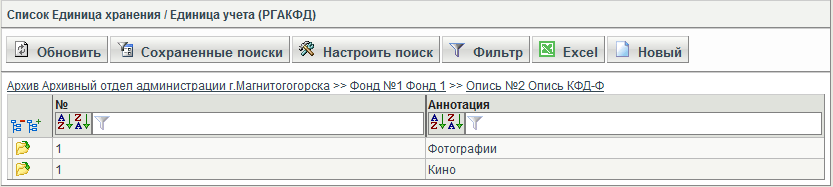 Список Единица хранения / Единица учета (РГАКФД)
Обновить Сохраненные поиски Настроить поиск Фильтр Excel Новый
Архив Архивный отдел администрации г.Магнитогогорска >> Фонд №1 Фонд 1 >> Опись №2 Опись КФД-Ф
№ Аннотация
1 Фотографии
1 Кино